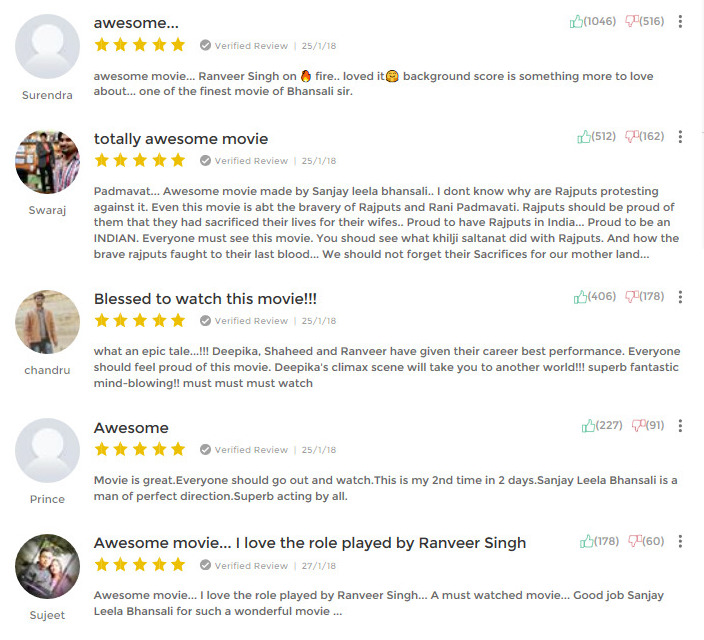 awesome...
(1046) (516)
Verified Review | 25/1/18
awesome movie... Ranveer Singh on 🔥 fire.. loved it🤗 background score is something more to love
about... one of the finest movie of Bhansali sir.
Surendra
totally awesome movie
(512) (162)
Verified Review | 25/1/18
Padmavat... Awesome movie made by Sanjay leela bhansali.. I dont know why are Rajputs protesting
against it. Even this movie is abt the bravery of Rajputs and Rani Padmavati. Rajputs should be proud of
them that they had sacrificed their lives for their wifes.. Proud to have Rajputs in India... Proud to be an
INDIAN. Everyone must see this movie. You shoud see what khilji saltanat did with Rajputs. And how the
brave rajputs faught to their last blood... We should not forget their Sacrifices for our mother land...
Swaraj
Blessed to watch this movie!!!
(406) (178)
Verified Review | 25/1/18
what an epic tale...!!! Deepika, Shaheed and Ranveer have given their career best performance. Everyone
should feel proud of this movie. Deepika's climax scene will take you to another world!!! superb fantastic
mind-blowing!! must must must watch
chandru
Awesome
(227) (91)
Verified Review | 25/1/18
Movie is great.Everyone should go out and watch.This is my 2nd time in 2 days.Sanjay Leela Bhansali is a
man of perfect direction.Superb acting by all.
Prince
Awesome movie... I love the role played by Ranveer Singh
(178) (60)
Verified Review | 27/1/18
Awesome movie... I love the role played by Ranveer Singh... A must watched movie... Good job Sanjay
Leela Bhansali for such a wonderful movie ...
Sujeet